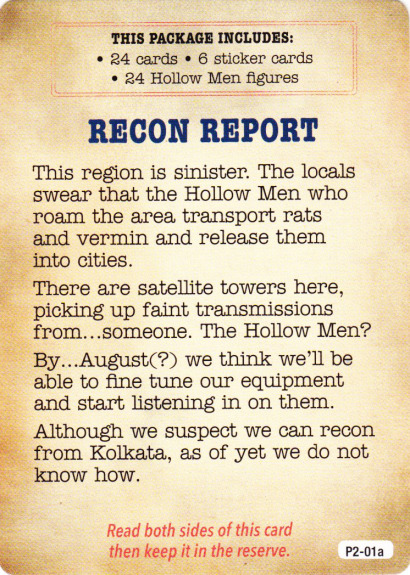 THIS PACKAGE INCLUDES:
• 24 cards • 6 sticker cards
• 24 Hollow Men figures
RECON REPORT
This region is sinister. The locals
swear that the Hollow Men who
roam the area transport rats
and vermin and release them
into cities.
There are satellite towers here,
picking up faint transmissions
from...someone. The Hollow Men?
By...August(?) we think we'll be
able to fine tune our equipment
and start listening in on them.
Although we suspect we can recon
from Kolkata, as of yet we do not
know how.
Read both sides of this card
then keep it in the reserve.
P2-01a